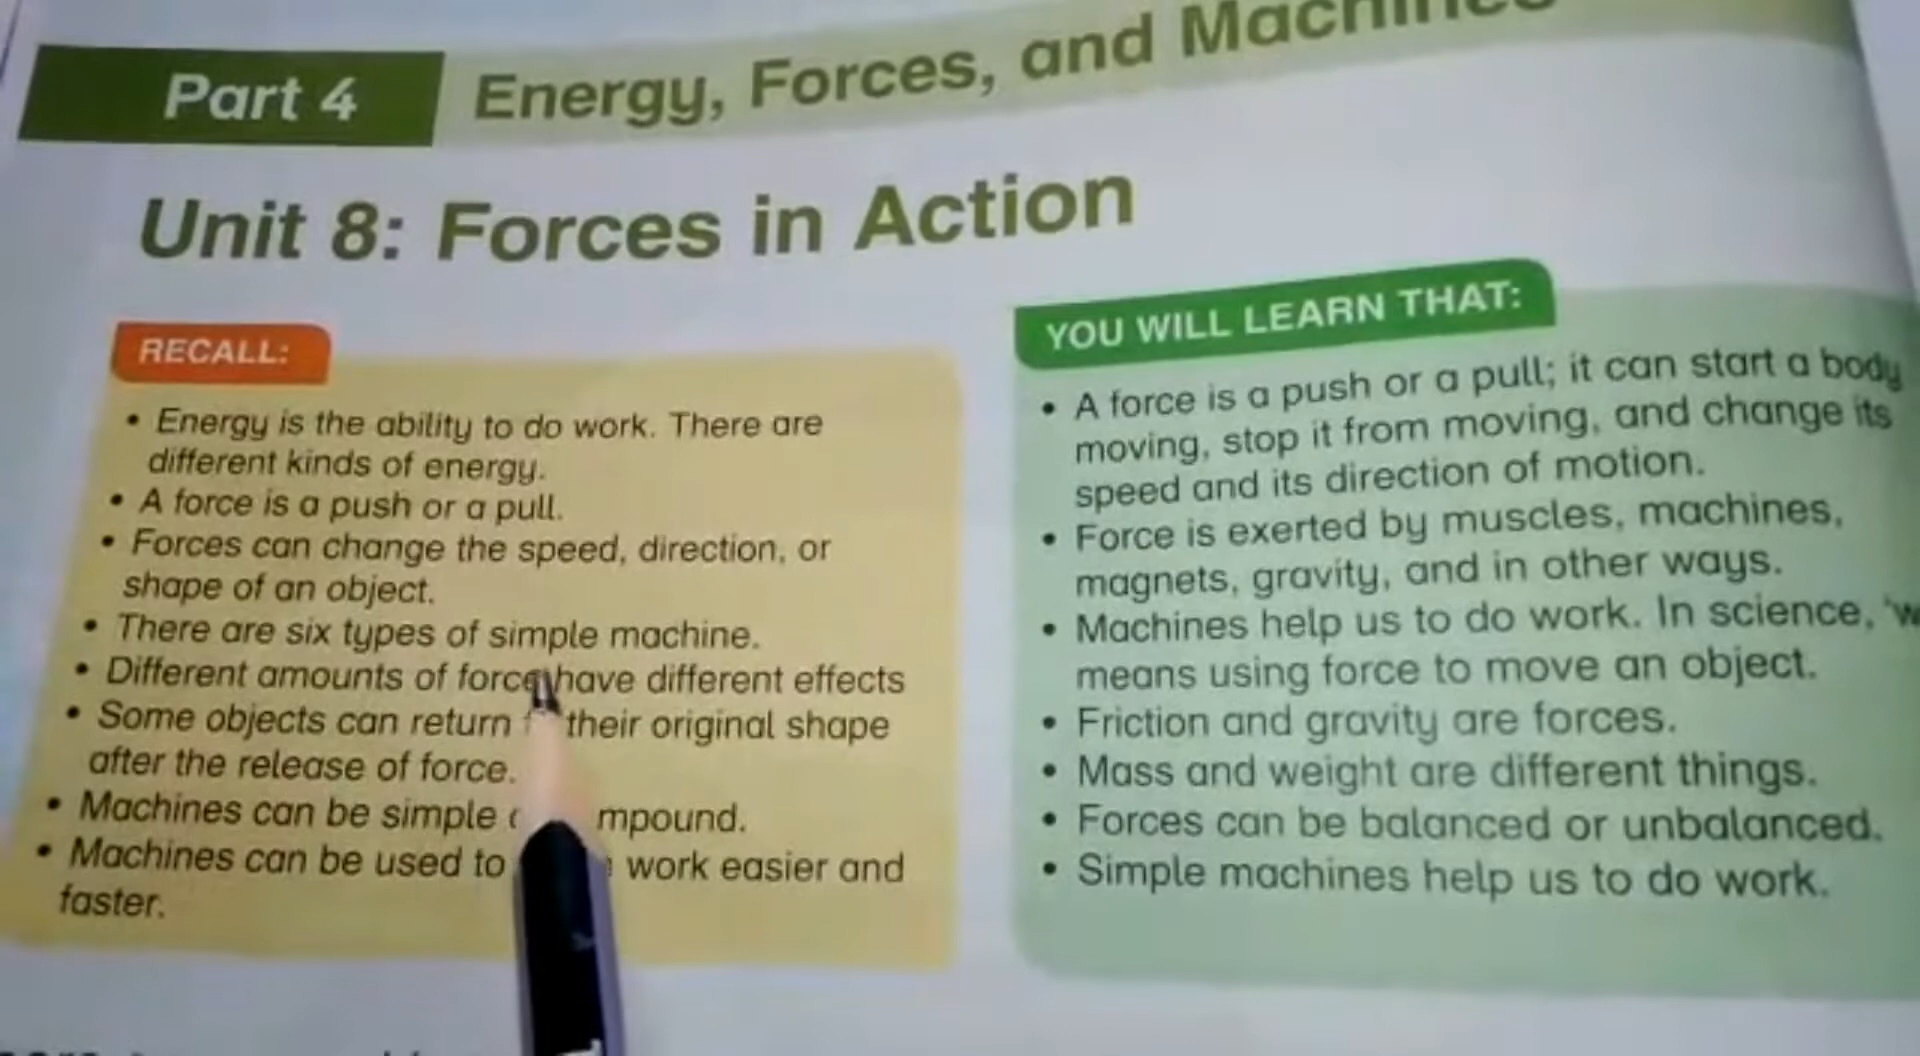 Part 4
Energy, Forces, and Machines
Unit 8: Forces in Action
RECALL:
• Energy is the ability to do work. There are
different kinds of energy.
• A force is a push or a pull.
• Forces can change the speed, direction, or
shape of an object.
• There are six types of simple machine.
• Different amounts of force have different effects
• Some objects can return their original shape
after the release of force.
• Machines can be simple mpound.
• Machines can be used to work easier and
faster.
YOU WILL LEARN THAT:
• A force is a push or a pull; it can start a body
moving, stop it from moving, and change its
speed and its direction of motion.
• Force is exerted by muscles, machines,
magnets, gravity, and in other ways.
• Machines help us to do work. In science, 'w
means using force to move an object.
• Friction and gravity are forces.
• Mass and weight are different things.
• Forces can be balanced or unbalanced.
• Simple machines help us to do work.